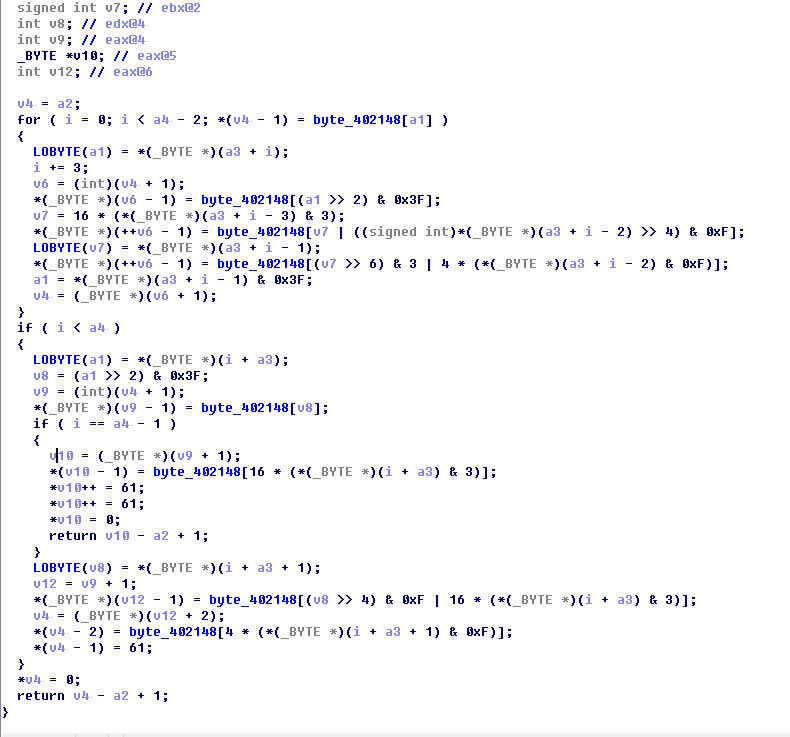 signed int v7; // ebx@2
int v8; // edx@4
int v9; // eax@4
_BYTE *v10; // eax@5
int v12; // eax@6
v4 = a2;
for ( i = 0; i < a4 - 2; *(v4 - 1) = byte_402148[a1] )
{
LOBYTE(a1) = *(_BYTE *)(a3 + i);
i += 3;
v6 = (int)(v4 + 1);
*(_BYTE *)(v6 - 1) = byte_402148[(a1 >> 2) & 0x3F];
v7 = 16 * (*(_BYTE *)(a3 + i - 3) & 3);
*(_BYTE *)(++v6 - 1) = byte_402148[v7 | ((signed int)*(_BYTE *)(a3 + i - 2) >> 4) & 0xF];
LOBYTE(v7) = *(_BYTE *)(a3 + i - 1);
*(_BYTE *)(++v6 - 1) = byte_402148[(v7 >> 6) & 3 | 4 * (*(_BYTE *)(a3 + i - 2) & 0xF)];
a1 = *(_BYTE *)(a3 + i - 1) & 0x3F;
v4 = (_BYTE *)(v6 + 1);
}
if ( i < a4 )
{
LOBYTE(a1) = *(_BYTE *)(i + a3);
v8 = (a1 >> 2) & 0x3F;
v9 = (int)(v4 + 1);
*(_BYTE *)(v9 - 1) = byte_402148[v8];
if ( i == a4 - 1 )
{
v10 = (_BYTE *)(v9 + 1);
*(v10 - 1) = byte_402148[16 * (*(_BYTE *)(i + a3) & 3)];
*v10++ = 61;
*v10++ = 61;
*v10 = 0;
return v10 - a2 + 1;
}
LOBYTE(v8) = *(_BYTE *)(i + a3 + 1);
v12 = v9 + 1;
*(_BYTE *)(v12 - 1) = byte_402148[(v8 >> 4) & 0xF | 16 * (*(_BYTE *)(i + a3) & 3)];
v4 = (_BYTE *)(v12 + 2);
*(v4 - 2) = byte_402148[4 * (*(_BYTE *)(i + a3 + 1) & 0xF)];
*(v4 - 1) = 61;
}
*v4 = 0;
return v4 - a2 + 1;
}